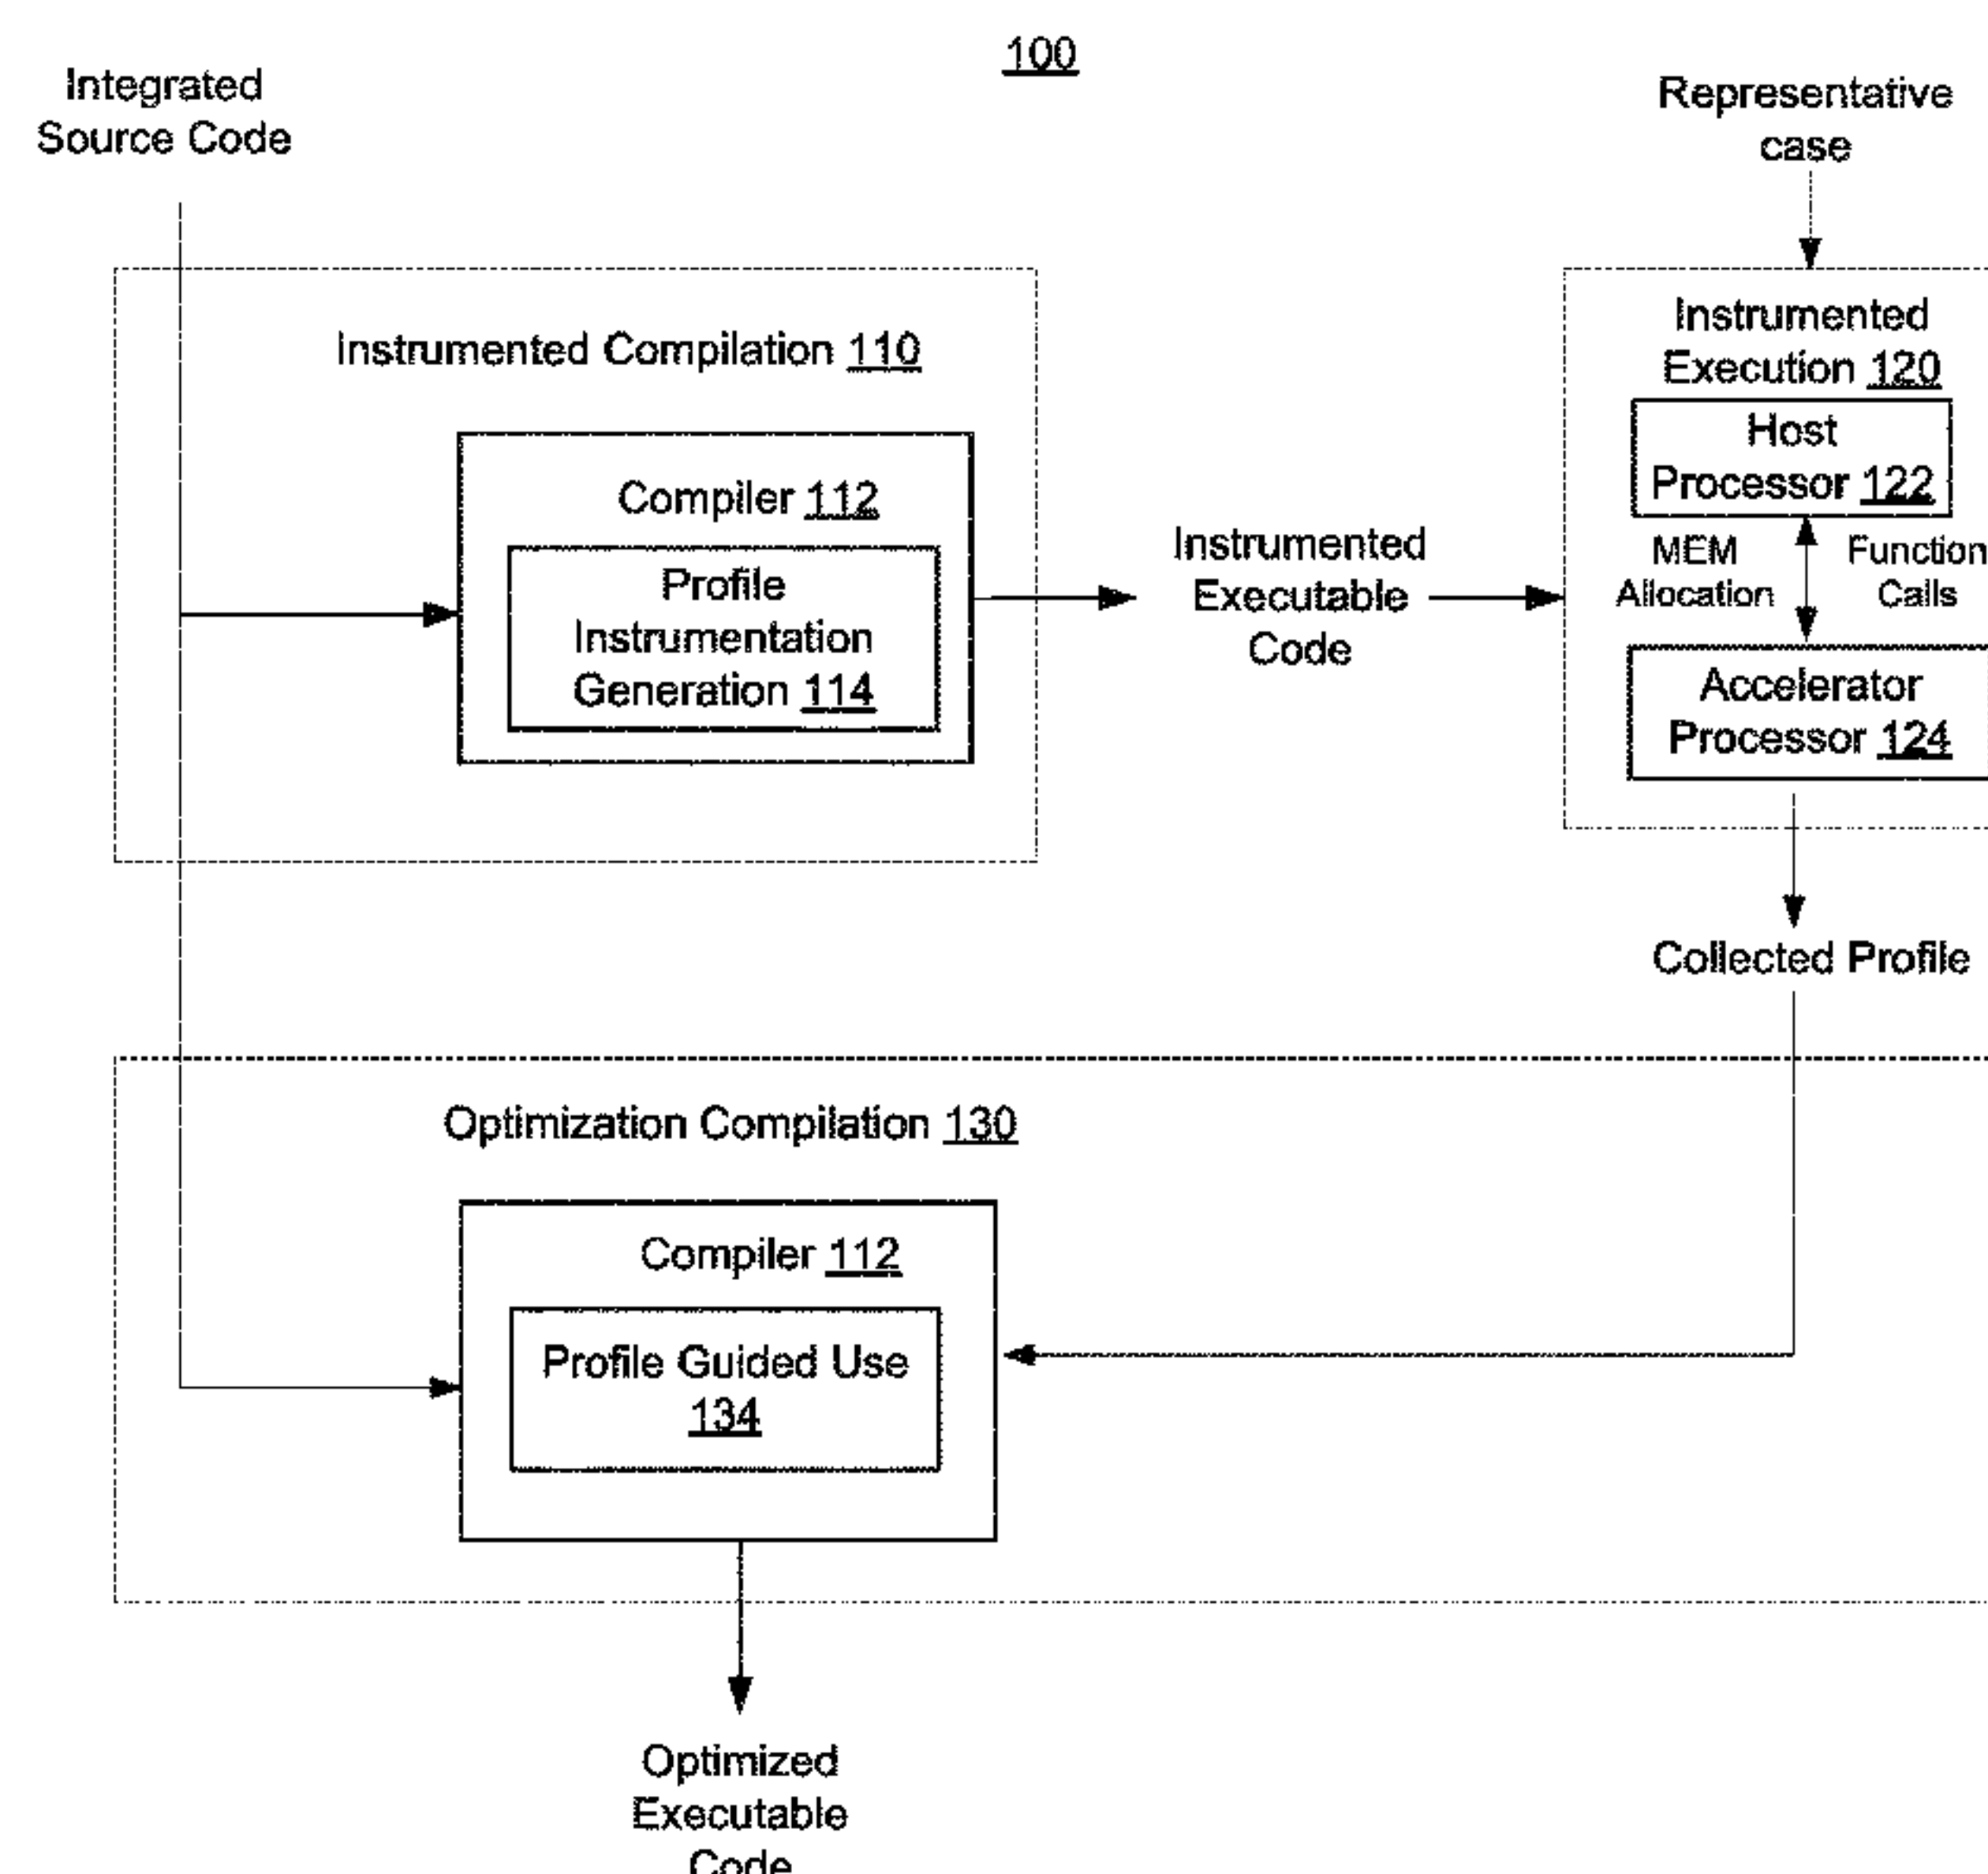 100
Integrated
Source Code
Representative
case
Instrumented Compilation 110
Compiler 112
Profile
Instrumentation
Generation 114
Instrumented
Executable
Code
Instrumented
Execution 120
Host
Processor 122
MEM
Allocation
Function
Calls
Accelerator
Processor 124
Collected Profile
Optimization Compilation 130
Compiler 112
Profile Guided Use
134
Optimized
Executable
Code